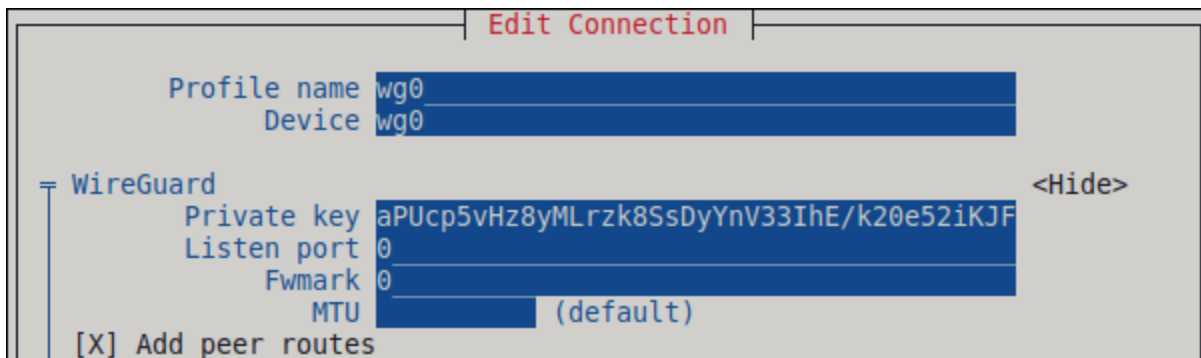 Edit Connection
Profile name wg0
Device wg0
WireGuard <Hide>
Private key aPUcp5vHz8yMLrzk8SsDyYnV33IhE/k20e52iKJF
Listen port 0
Fwmark 0
MTU (default)
[X] Add peer routes